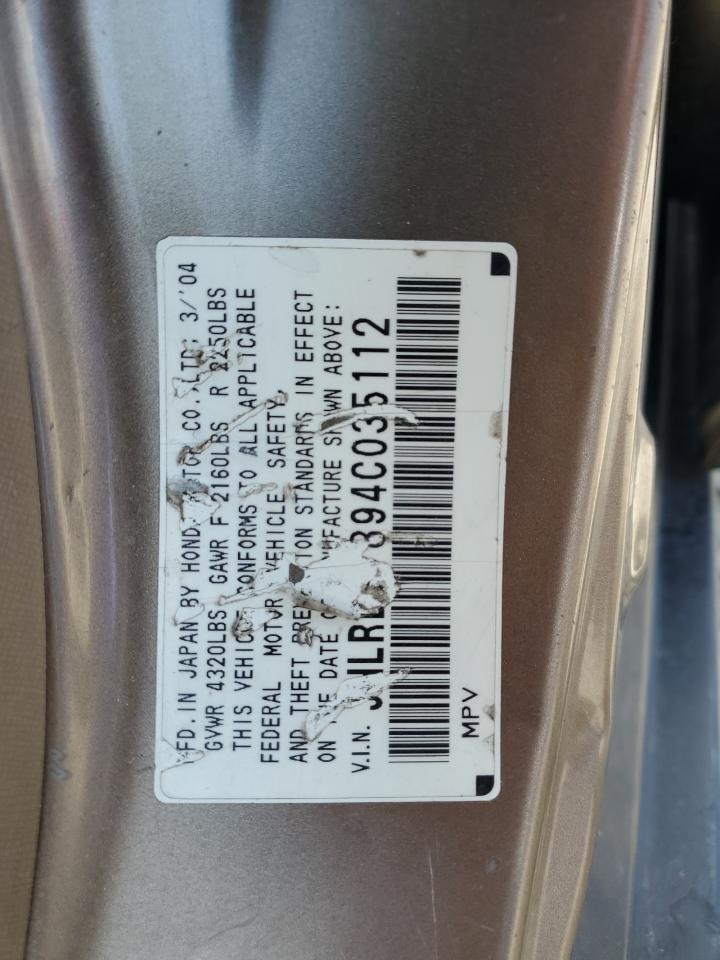 MFD. IN JAPAN BY HONDA MOTOR CO., LTD. 3/'04
GVWR 4320LBS GAWR F 2160LBS R 2250LBS
THIS VEHICLE CONFORMS TO ALL APPLICABLE
FEDERAL MOTOR VEHICLE SAFETY
AND THEFT PREVENTION STANDARDS IN EFFECT
ON THE DATE OF MANUFACTURE SHOWN ABOVE:
V.I.N.
MPV